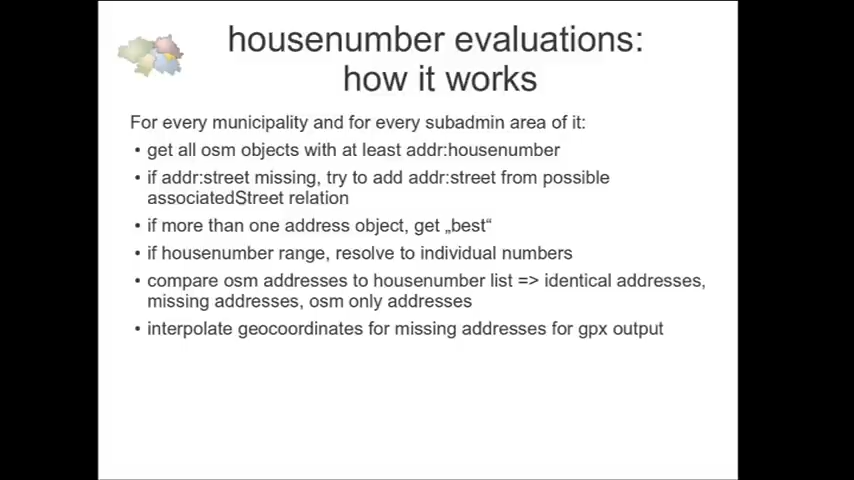 housenumber evaluations:
how it works
For every municipality and for every subadmin area of it:
• get all osm objects with at least addr:housenumber
• if addr:street missing, try to add addr:street from possible
associatedStreet relation
• if more than one address object, get „best“
• if housenumber range, resolve to individual numbers
• compare osm addresses to housenumber list => identical addresses,
missing addresses, osm only addresses
• interpolate geocoordinates for missing addresses for gpx output